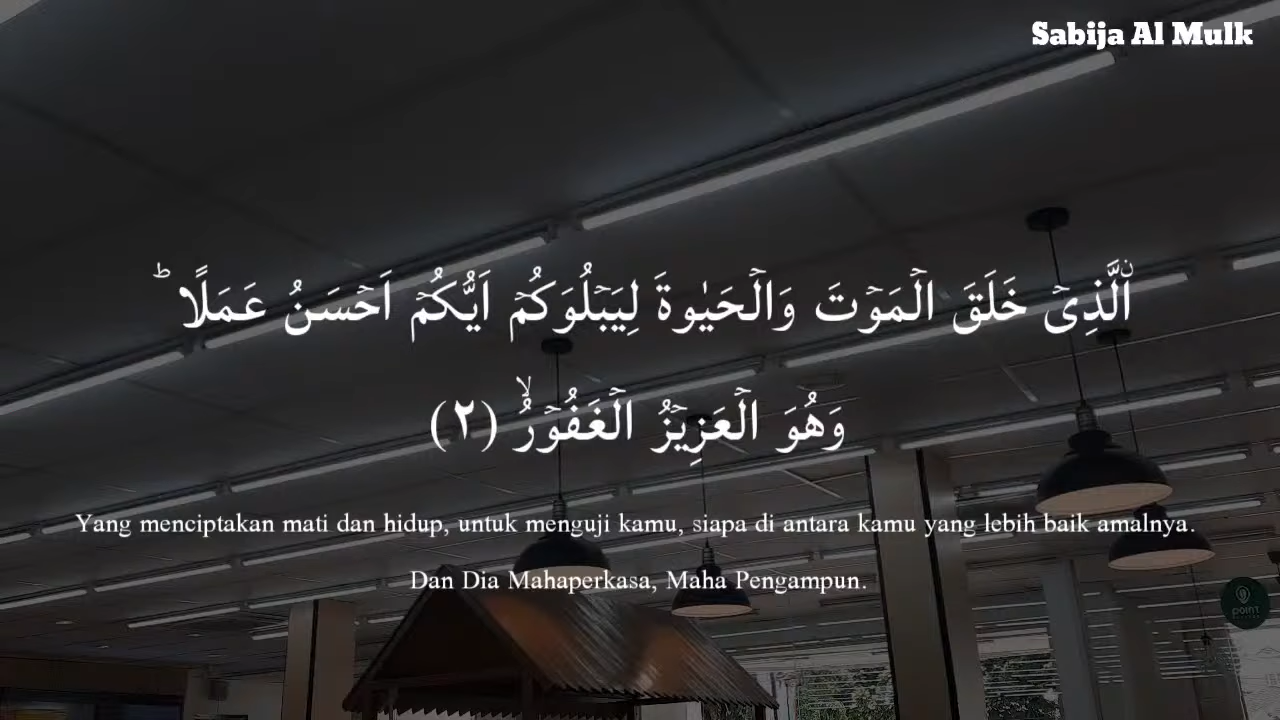 Sabija Al Mulk
ࣙالَّذِيۡ خَلَقَ الۡمَوۡتَ وَالۡحَيٰوةَ لِيَبۡلُوَكُمۡ اَيُّكُمۡ اَحۡسَنُ عَمَلًا ؕ
وَهُوَ الۡعَزِيۡزُ الۡغَفُوۡرُۙ (٢)
Yang menciptakan mati dan hidup, untuk menguji kamu, siapa di antara kamu yang lebih baik amalnya.
Dan Dia Mahaperkasa, Maha Pengampun.
POINT